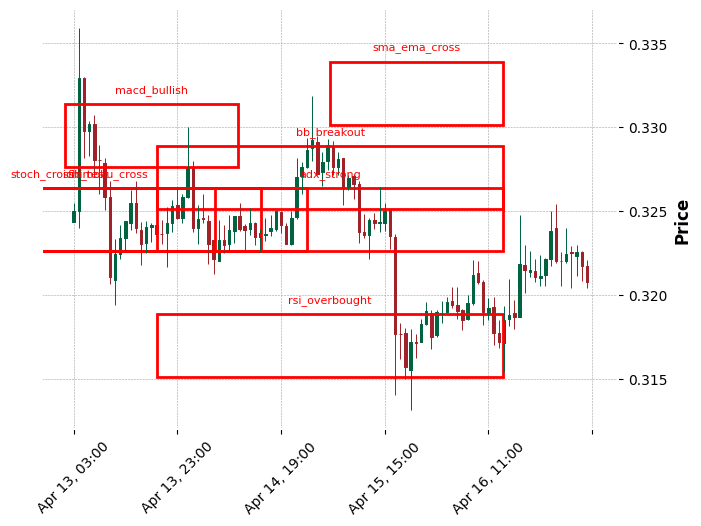 sma_ema_cross
macd_bullish
bb_breakout
adx_strong
rsi_overbought
0.335
0.330
0.325
0.320
0.315
Price
Apr 13, 03:00
Apr 13, 23:00
Apr 14, 19:00
Apr 15, 15:00
Apr 16, 11:00